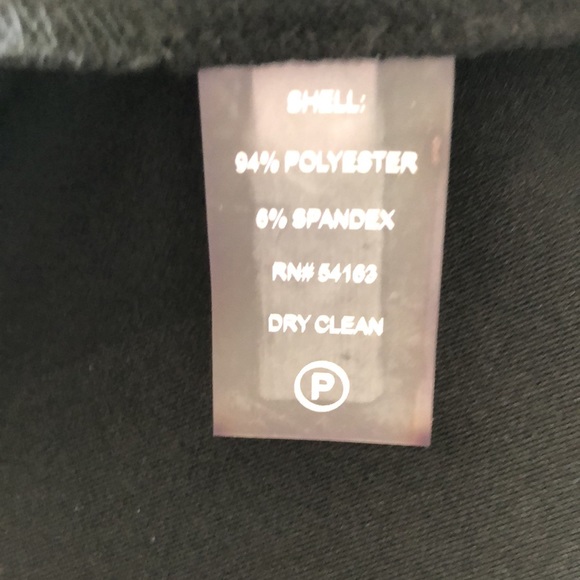 SHELL:
94% POLYESTER
6% SPANDEX
RN# 54163
DRY CLEAN
P